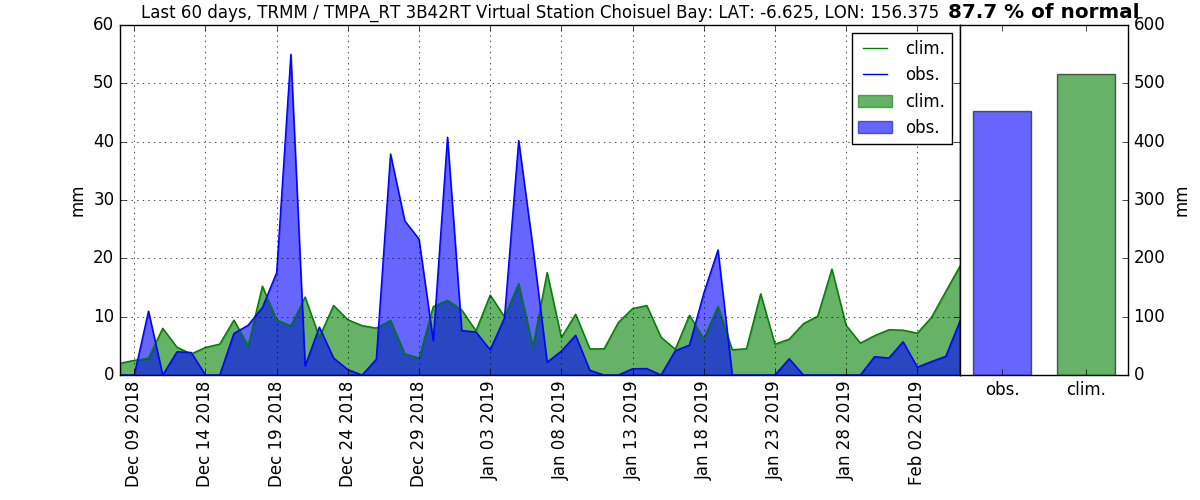 Last 60 days, TRMM / TMPA_RT 3B42RT Virtual Station Choisuel Bay: LAT: -6.625, LON: 156.375 87.7 % of normal
60
50
40
30
20
10
0
mm
clim.
obs.
clim.
obs.
600
500
400
300
200
100
0
mm
obs.
clim.
Dec 09 2018
Dec 14 2018
Dec 19 2018
Dec 24 2018
Dec 29 2018
Jan 03 2019
Jan 08 2019
Jan 13 2019
Jan 18 2019
Jan 23 2019
Jan 28 2019
Feb 02 2019